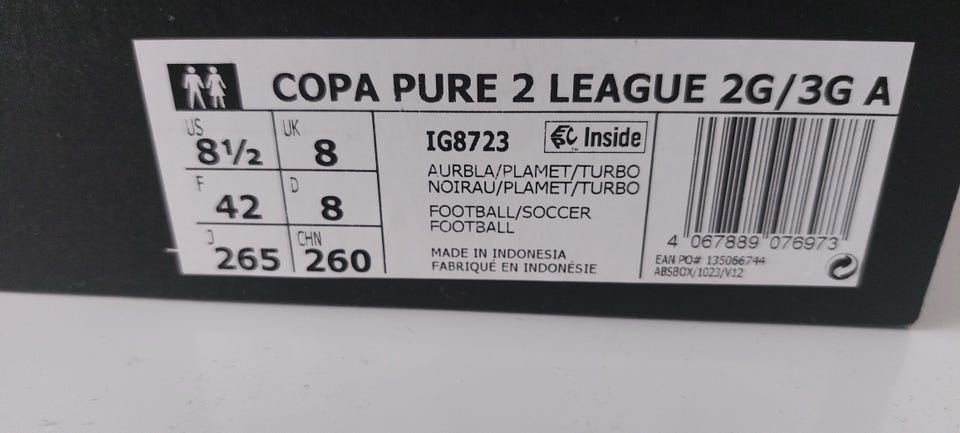 COPA PURE 2 LEAGUE 2G/3G A
US 8½ UK 8
F 42 D 8
J 265 CHN 260
IG8723 EC Inside
AURBLA/PLAMET/TURBO
NOIRAU/PLAMET/TURBO
FOOTBALL/SOCCER
FOOTBALL
MADE IN INDONESIA
FABRIQUÉ EN INDONÉSIE
4 067889 076973
EAN PO# 135066744
ABSBOX/1023/V12